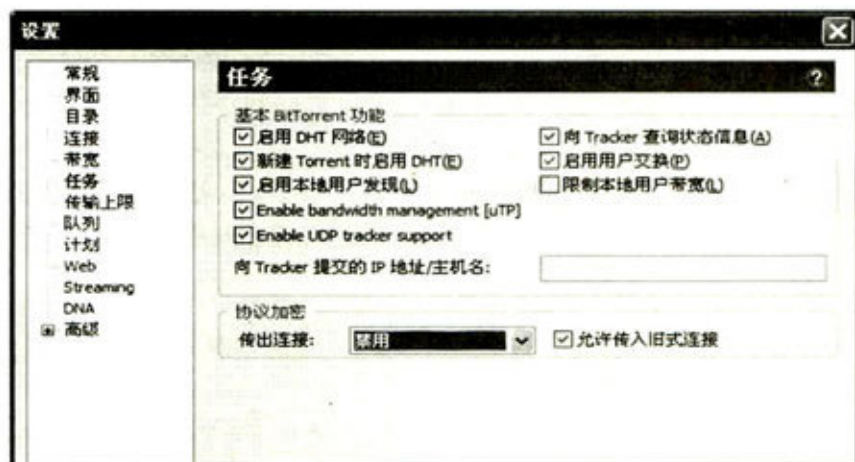 设置
常规
界面
目录
连接
带宽
任务
传输上限
队列
计划
Web
Streaming
DNA
高级
任务
?
基本 BitTorrent 功能
启用 DHT 网络(E)
向 Tracker 查询状态信息(A)
新建 Torrent 时启用 DHT(E)
启用用户交换(P)
启用本地用户发现(L)
限制本地用户带宽(L)
Enable bandwidth management [uTP]
Enable UDP tracker support
向 Tracker 提交的 IP 地址/主机名:
协议加密
传出连接:
禁用
允许传入旧式连接